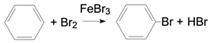 + Br₂ FeBr₃ Br + HBr